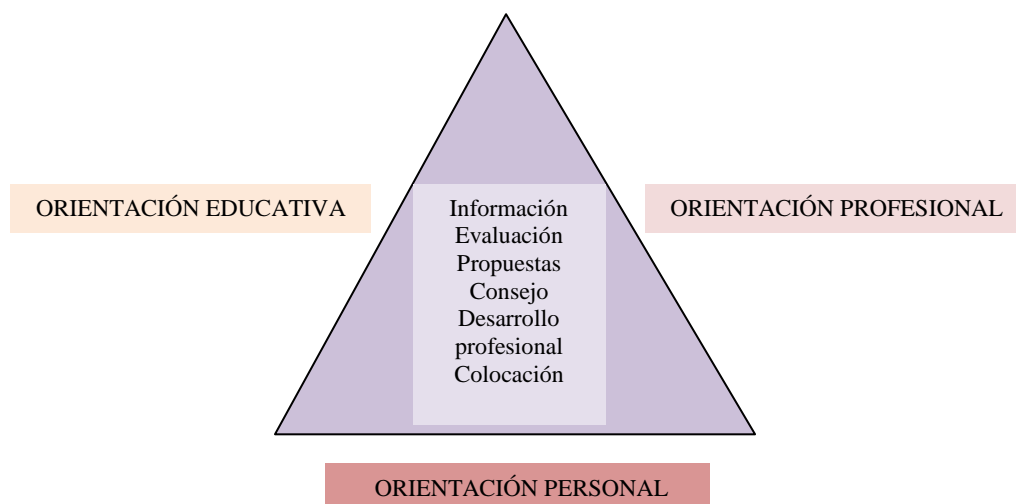 ORIENTACIÓN EDUCATIVA
Información
Evaluación
Propuestas
Consejo
Desarrollo
profesional
Colocación
ORIENTACIÓN PROFESIONAL
ORIENTACIÓN PERSONAL